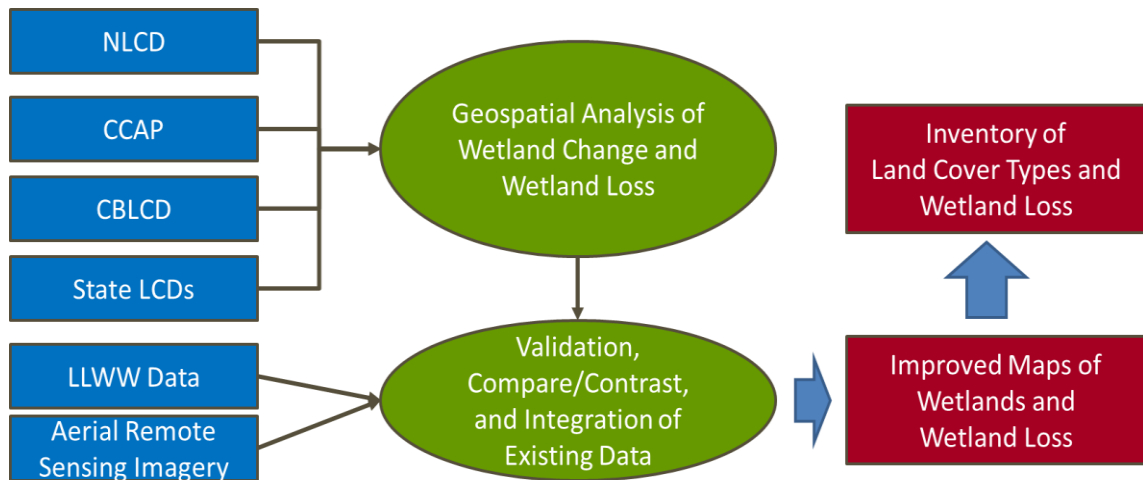 NLCD
CCAP
CBLCD
State LCDs
LLWW Data
Aerial Remote
Sensing Imagery
Geospatial Analysis of
Wetland Change and
Wetland Loss
Validation,
Compare/Contrast,
and Integration of
Existing Data
Inventory of
Land Cover Types and
Wetland Loss
Improved Maps of
Wetlands and
Wetland Loss